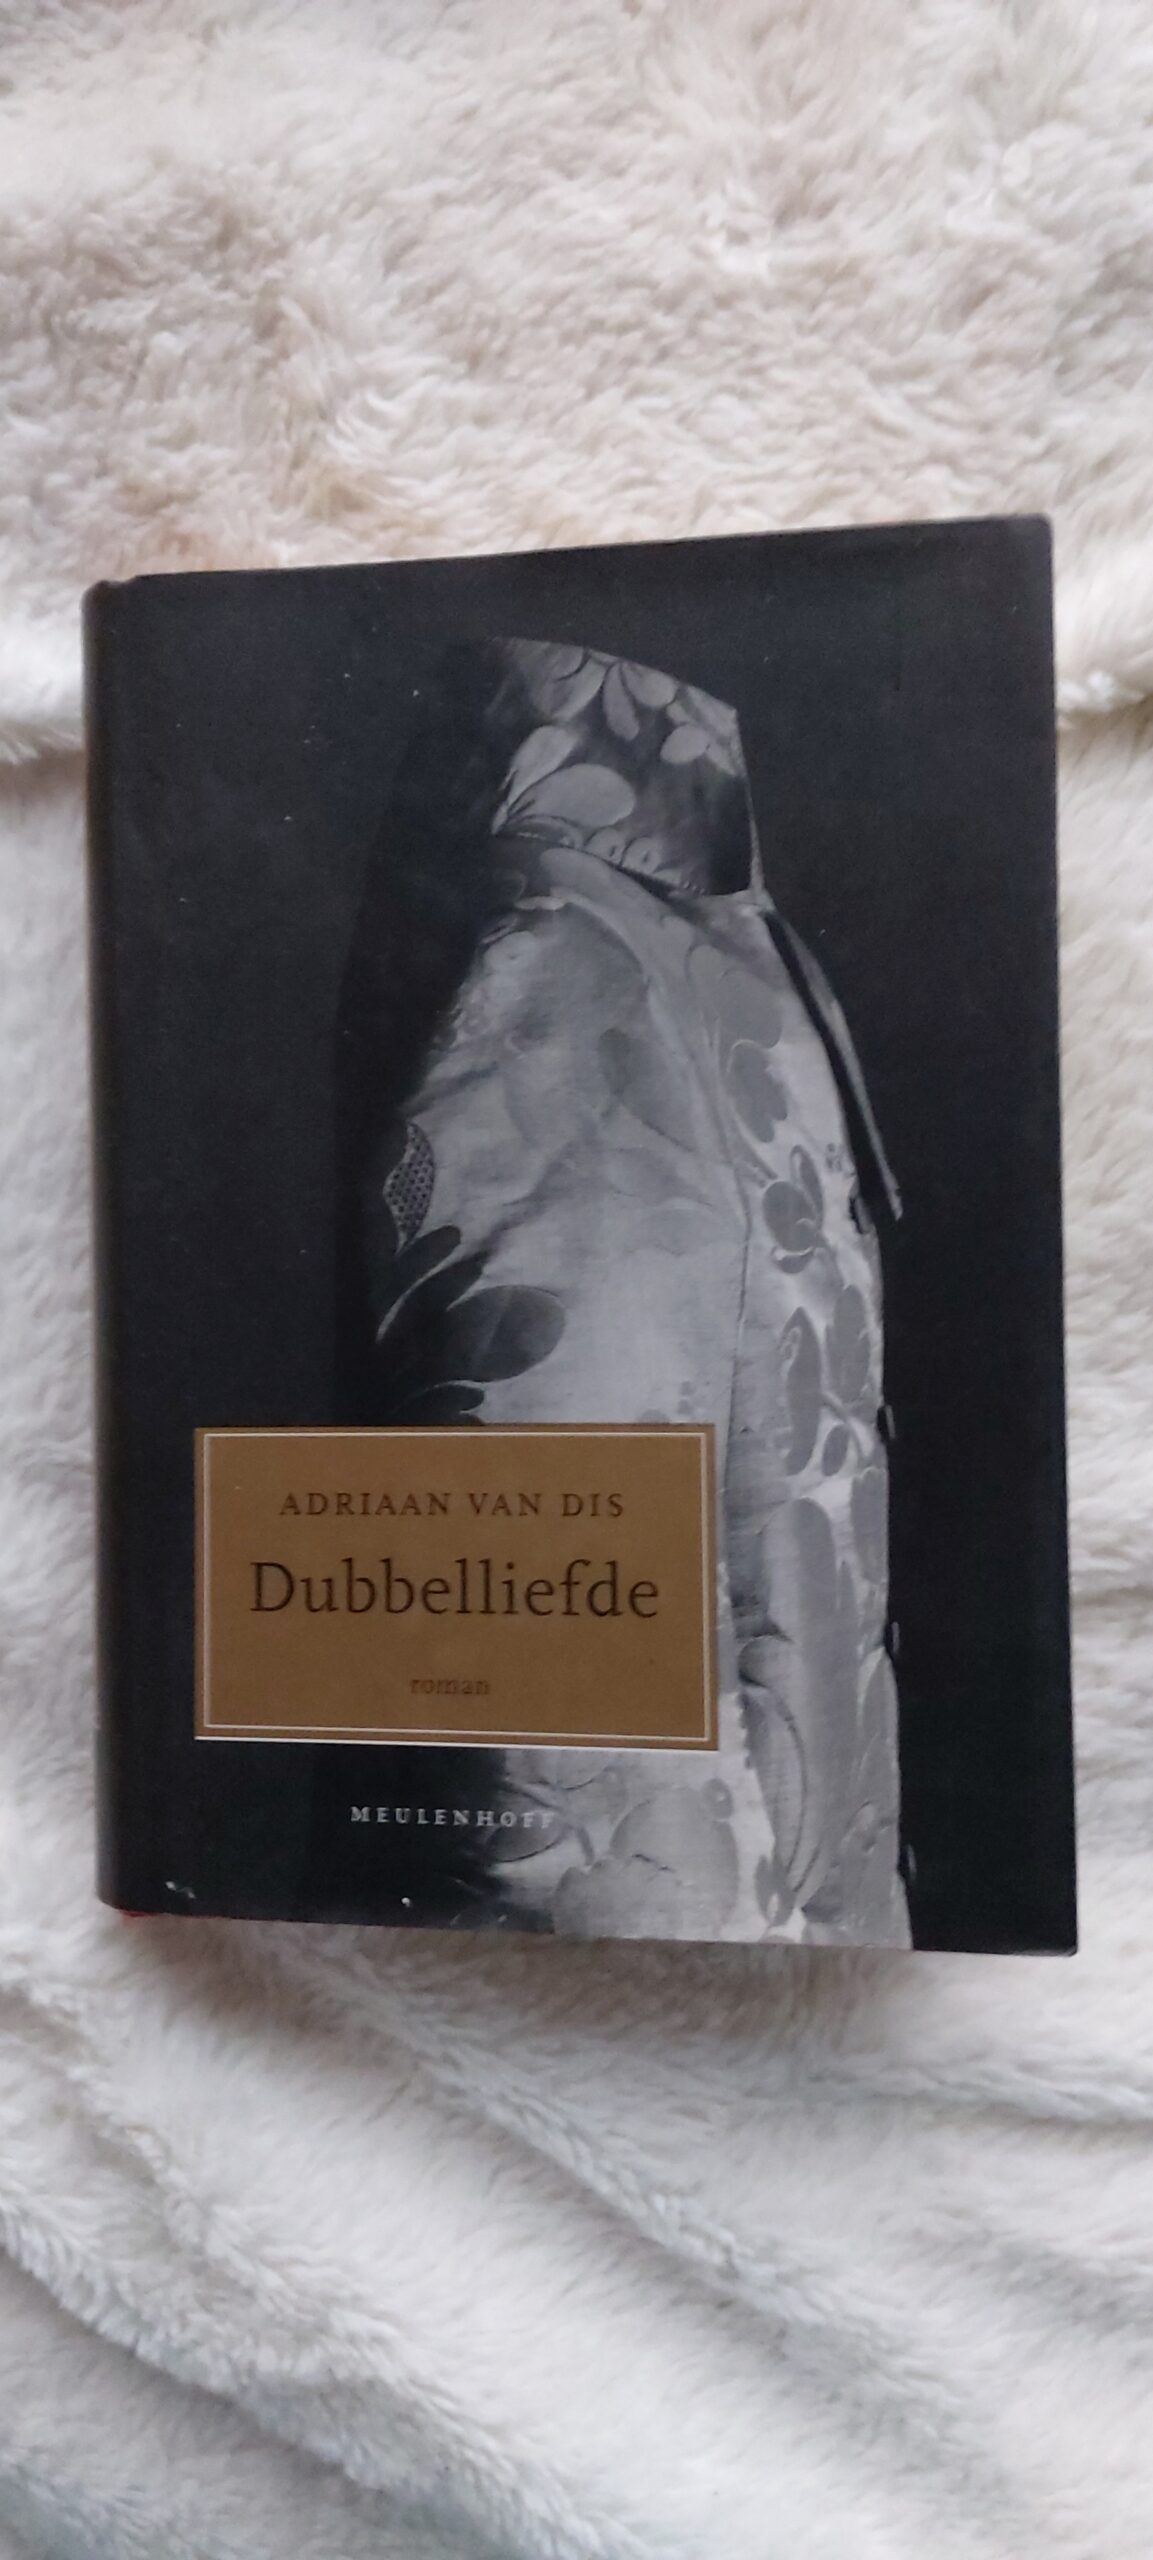 ADRIAAN VAN DIS
Dubbelliefde
roman
MEULENHOFF